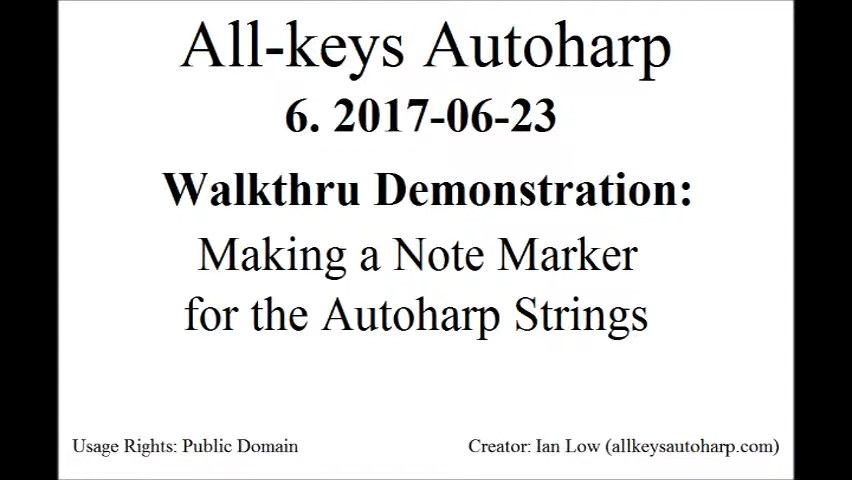 All-keys Autoharp
6. 2017-06-23
Walkthru Demonstration:
Making a Note Marker
for the Autoharp Strings
Usage Rights: Public Domain
Creator: Ian Low (allkeysautoharp.com)